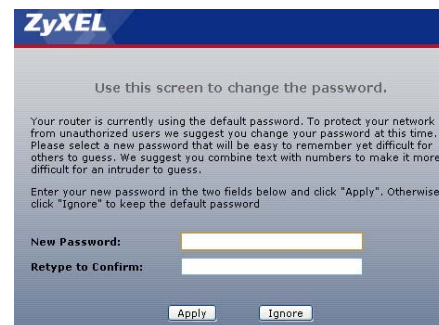 ZyXEL
Use this screen to change the password.
Your router is currently using the default password. To protect your network
from unauthorized users we suggest you change your password at this time.
Please select a new password that will be easy to remember yet difficult for
others to guess. We suggest you combine text with numbers to make it more
difficult for an intruder to guess.
Enter your new password in the two fields below and click "Apply". Otherwise
click "Ignore" to keep the default password
New Password:
Retype to Confirm:
Apply Ignore